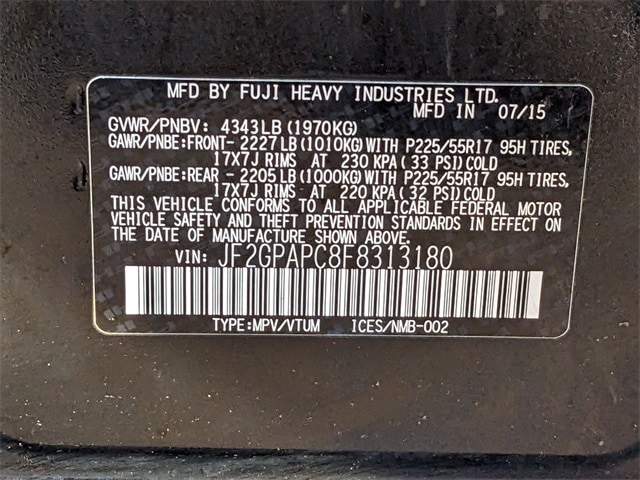 MFD BY FUJI HEAVY INDUSTRIES LTD.
MFD IN 07/15
GVWR/PNBV: 4343LB(1970KG)
GAWR/PNBE:FRONT- 2227LB(1010KG)WITH P225/55R17 95H TIRES,
17X7J RIMS AT 230 KPA(33 PSI)COLD
GAWR/PNBE:REAR - 2205LB(1000KG)WITH P225/55R17 95H TIRES,
17X7J RIMS AT 220 KPA(32 PSI)COLD
THIS VEHICLE CONFORMS TO ALL APPLICABLE FEDERAL MOTOR
VEHICLE SAFETY AND THEFT PREVENTION STANDARDS IN EFFECT ON
THE DATE OF MANUFACTURE SHOWN ABOVE.
VIN: JF2GPAPC8F8313180
TYPE:MPV/VTUM ICES/NMB-002